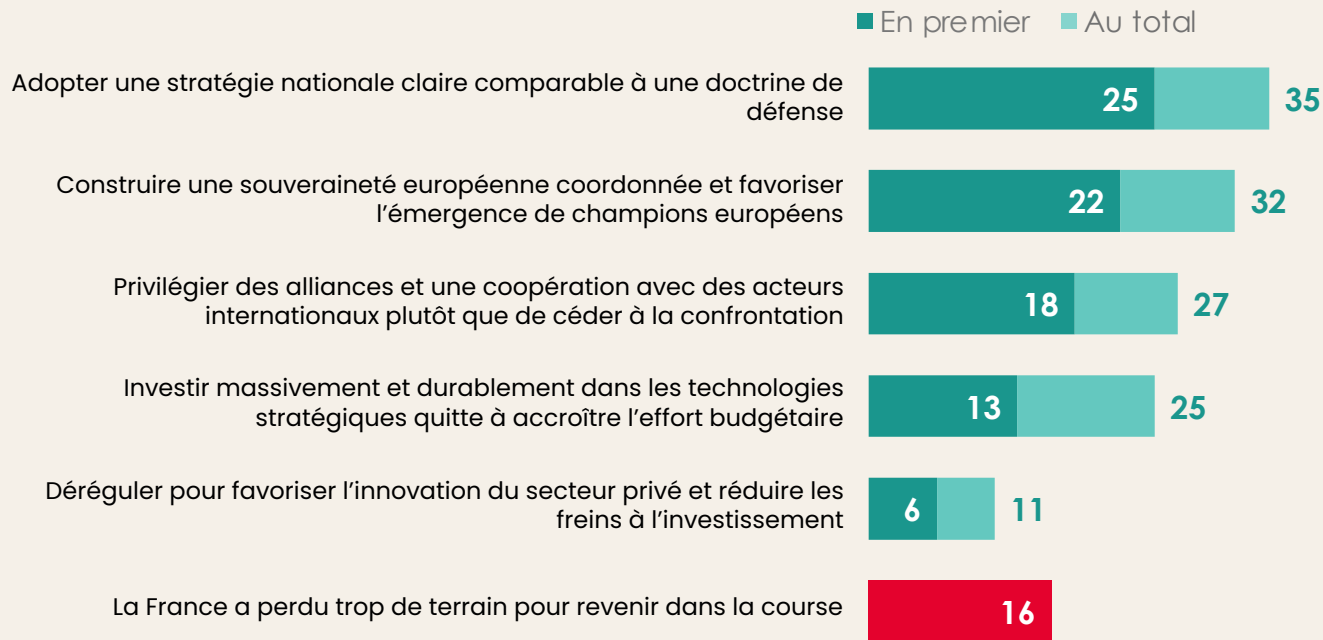 En premier Au total
Adopter une stratégie nationale claire comparable à une doctrine de
défense
25 35
Construire une souveraineté européenne coordonnée et favoriser
l’émergence de champions européens
22 32
Privilégier des alliances et une coopération avec des acteurs
internationaux plutôt que de céder à la confrontation
18 27
Investir massivement et durablement dans les technologies
stratégiques quitte à accroître l’effort budgétaire
13 25
Déréguler pour favoriser l’innovation du secteur privé et réduire les
freins à l’investissement
6 11
La France a perdu trop de terrain pour revenir dans la course
16